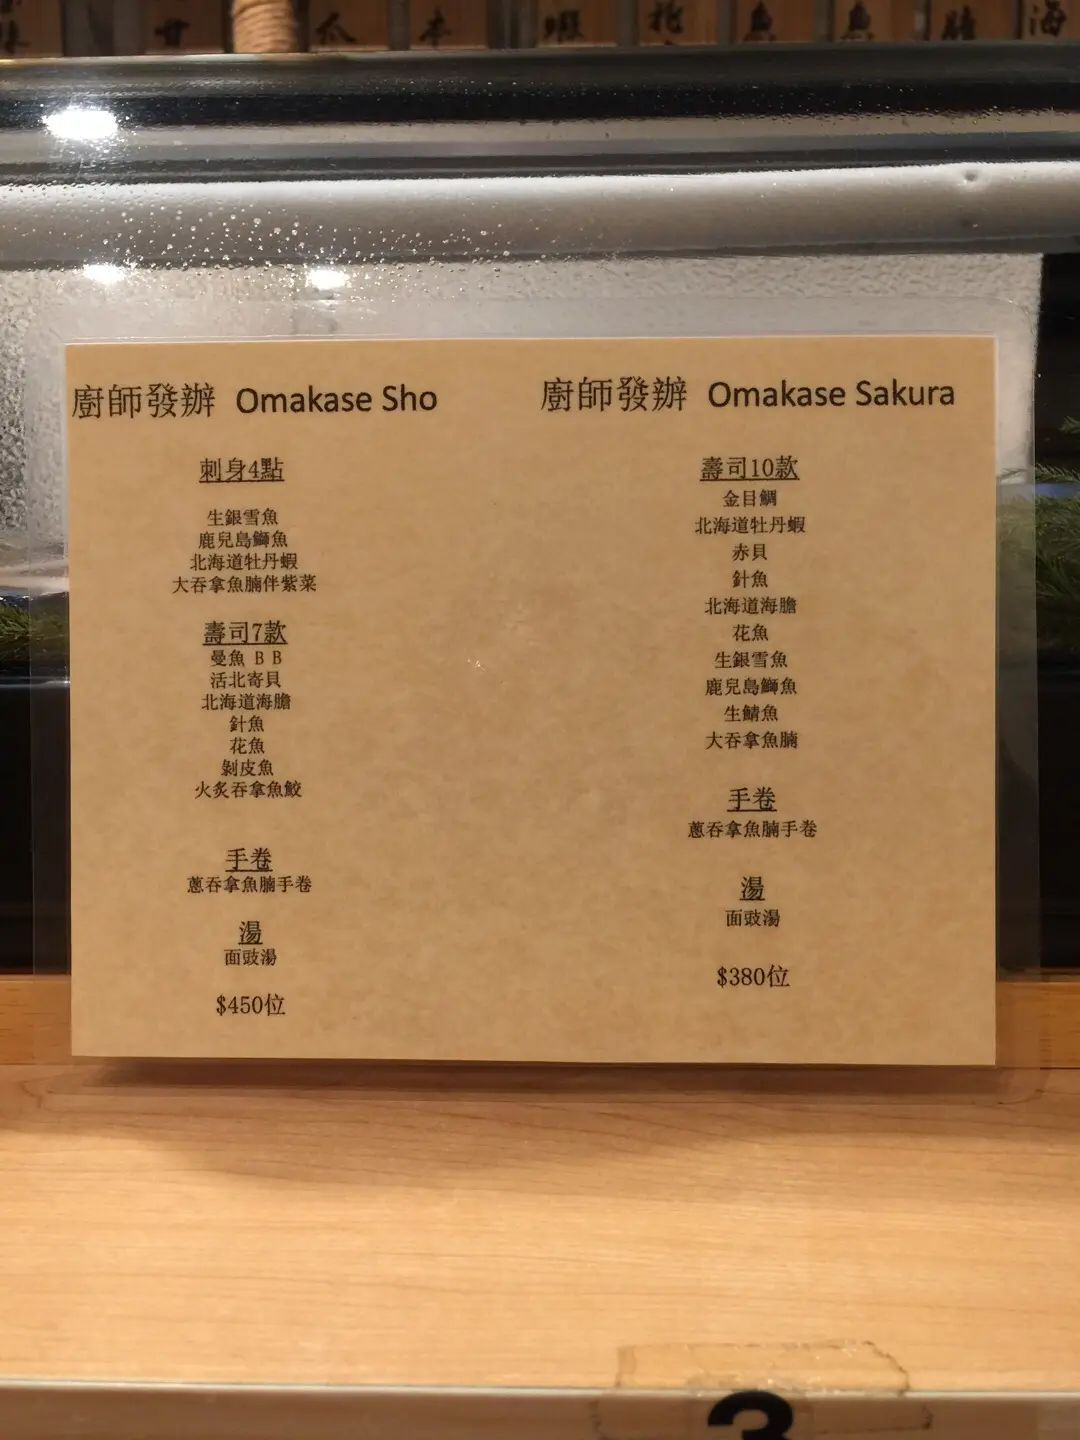 甘
本
蝦
魚
魚
海
廚師發辦 Omakase Sho
刺身4點
生銀雪魚
鹿兒島鰤魚
北海道牡丹蝦
大吞拿魚腩伴紫菜
壽司7款
曼魚 B B
活北寄貝
北海道海膽
針魚
花魚
剝皮魚
火炙吞拿魚鮫
手卷
蔥吞拿魚腩手卷
湯
面豉湯
$450位
廚師發辦 Omakase Sakura
壽司10款
金目鯛
北海道牡丹蝦
赤貝
針魚
北海道海膽
花魚
生銀雪魚
鹿兒島鰤魚
生鯖魚
大吞拿魚腩
手卷
蔥吞拿魚腩手卷
湯
面豉湯
$380位
3